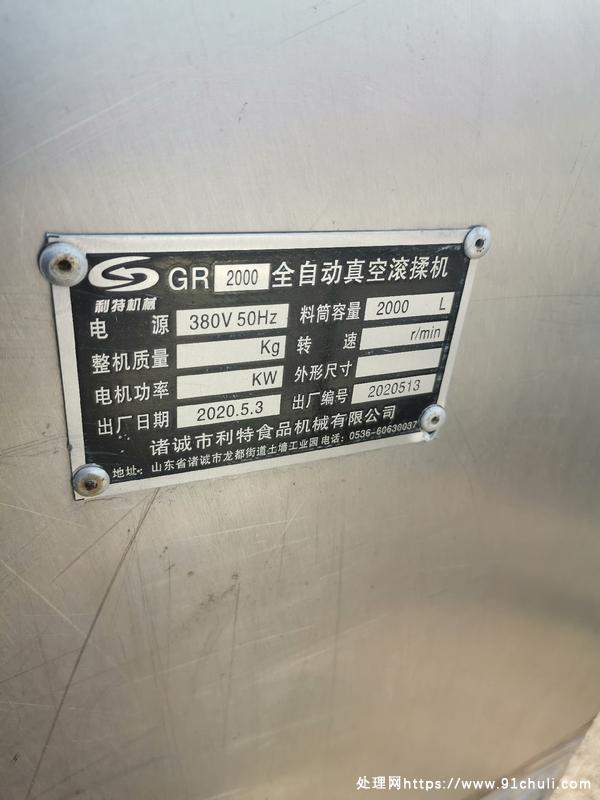 GR 2000 全自动真空滚揉机
利特机械
电源 380V 50Hz 料筒容量 2000 L
整机质量 Kg 转速 r/min
电机功率 KW 外形尺寸
出厂日期 2020.5.3 出厂编号 2020513
诸城市利特食品机械有限公司
地址：山东省诸城市龙都街道土墙工业园 电话：0536-60630037
处理网https://www.91chuli.com